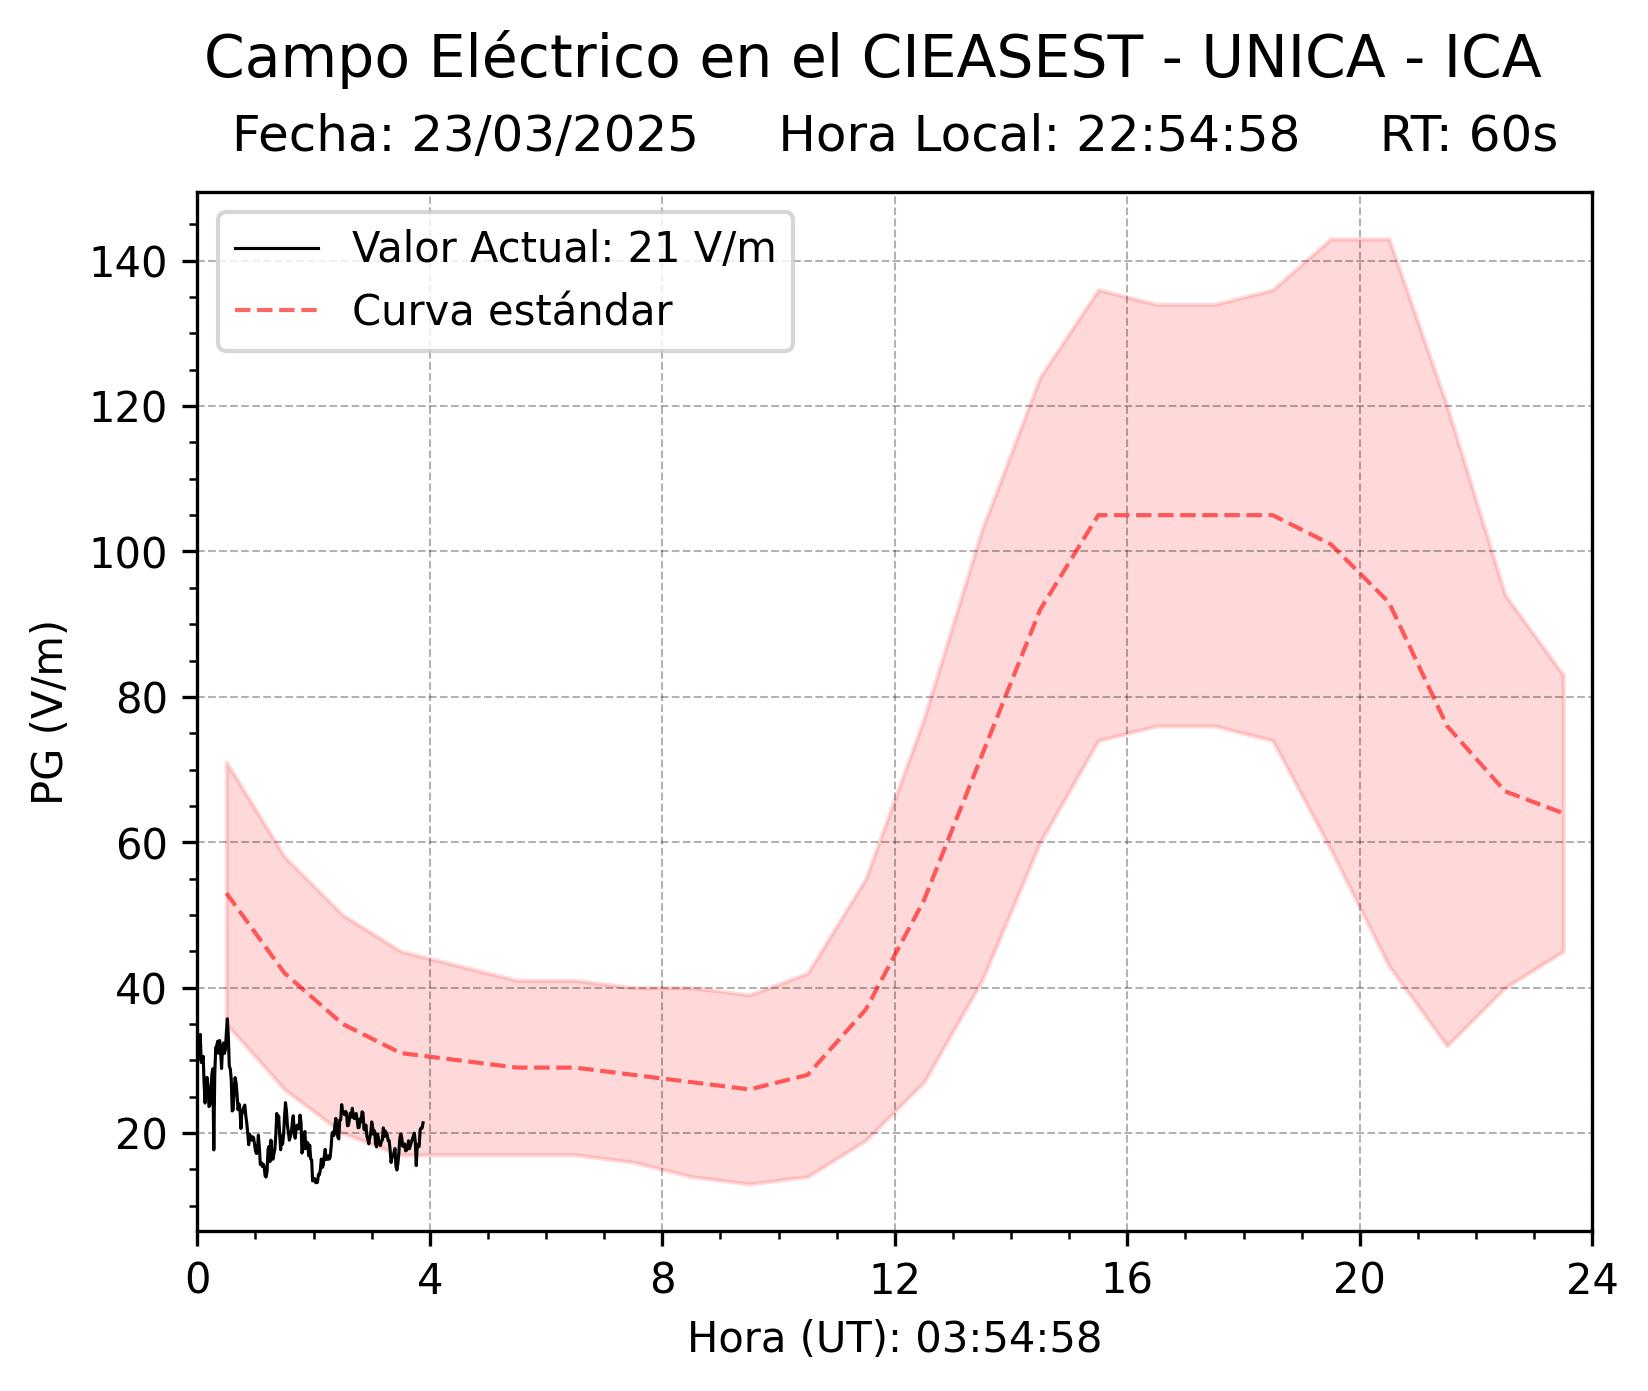 Campo Eléctrico en el CIEASEST - UNICA - ICA
Fecha: 23/03/2025 Hora Local: 22:54:58 RT: 60s
Valor Actual: 21 V/m
Curva estándar
140
120
100
80
60
40
20
PG (V/m)
0 4 8 12 16 20 24
Hora (UT): 03:54:58